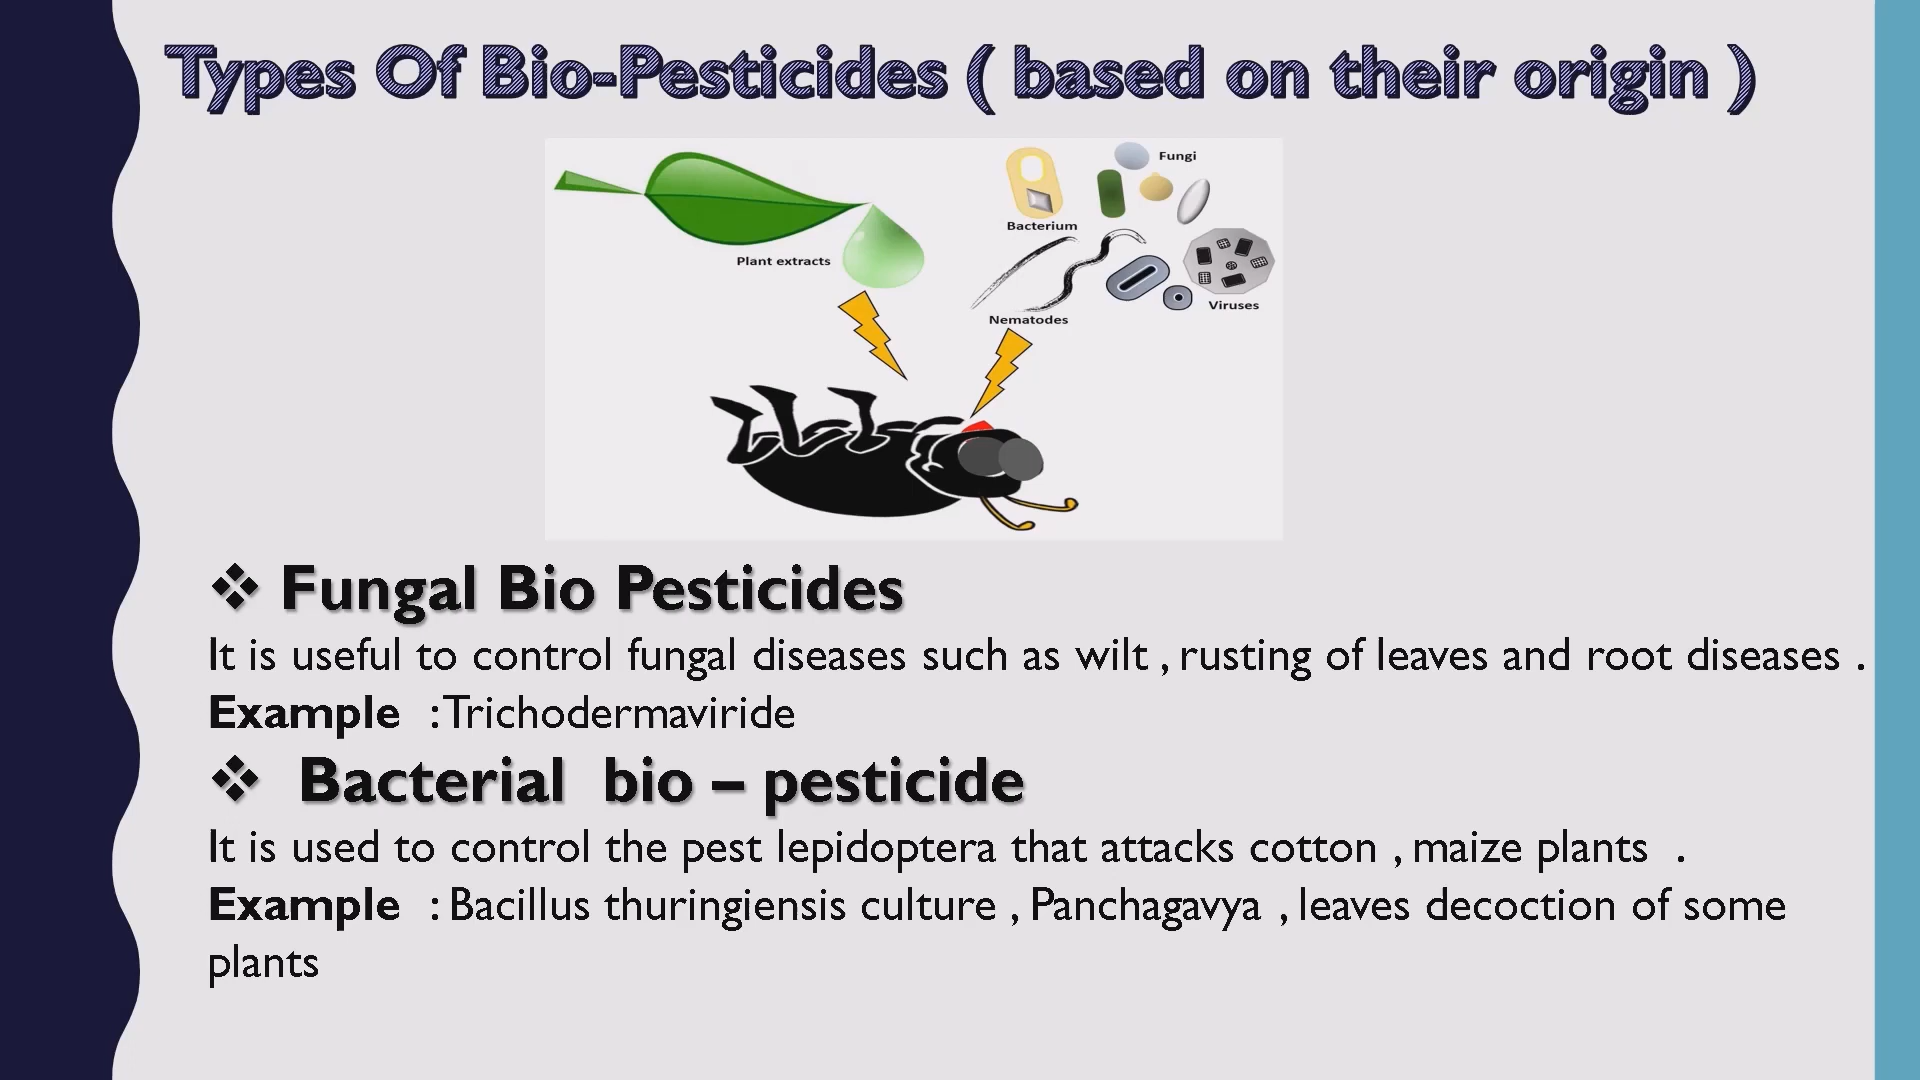 Types Of Bio-Pesticides ( based on their origin )
Fungi
Bacterium
Plant extracts
Viruses
Nematodes
❖ Fungal Bio Pesticides
It is useful to control fungal diseases such as wilt , rusting of leaves and root diseases .
Example : Trichodermaviride
❖ Bacterial bio – pesticide
It is used to control the pest lepidoptera that attacks cotton , maize plants .
Example : Bacillus thuringiensis culture , Panchagavya , leaves decoction of some
plants